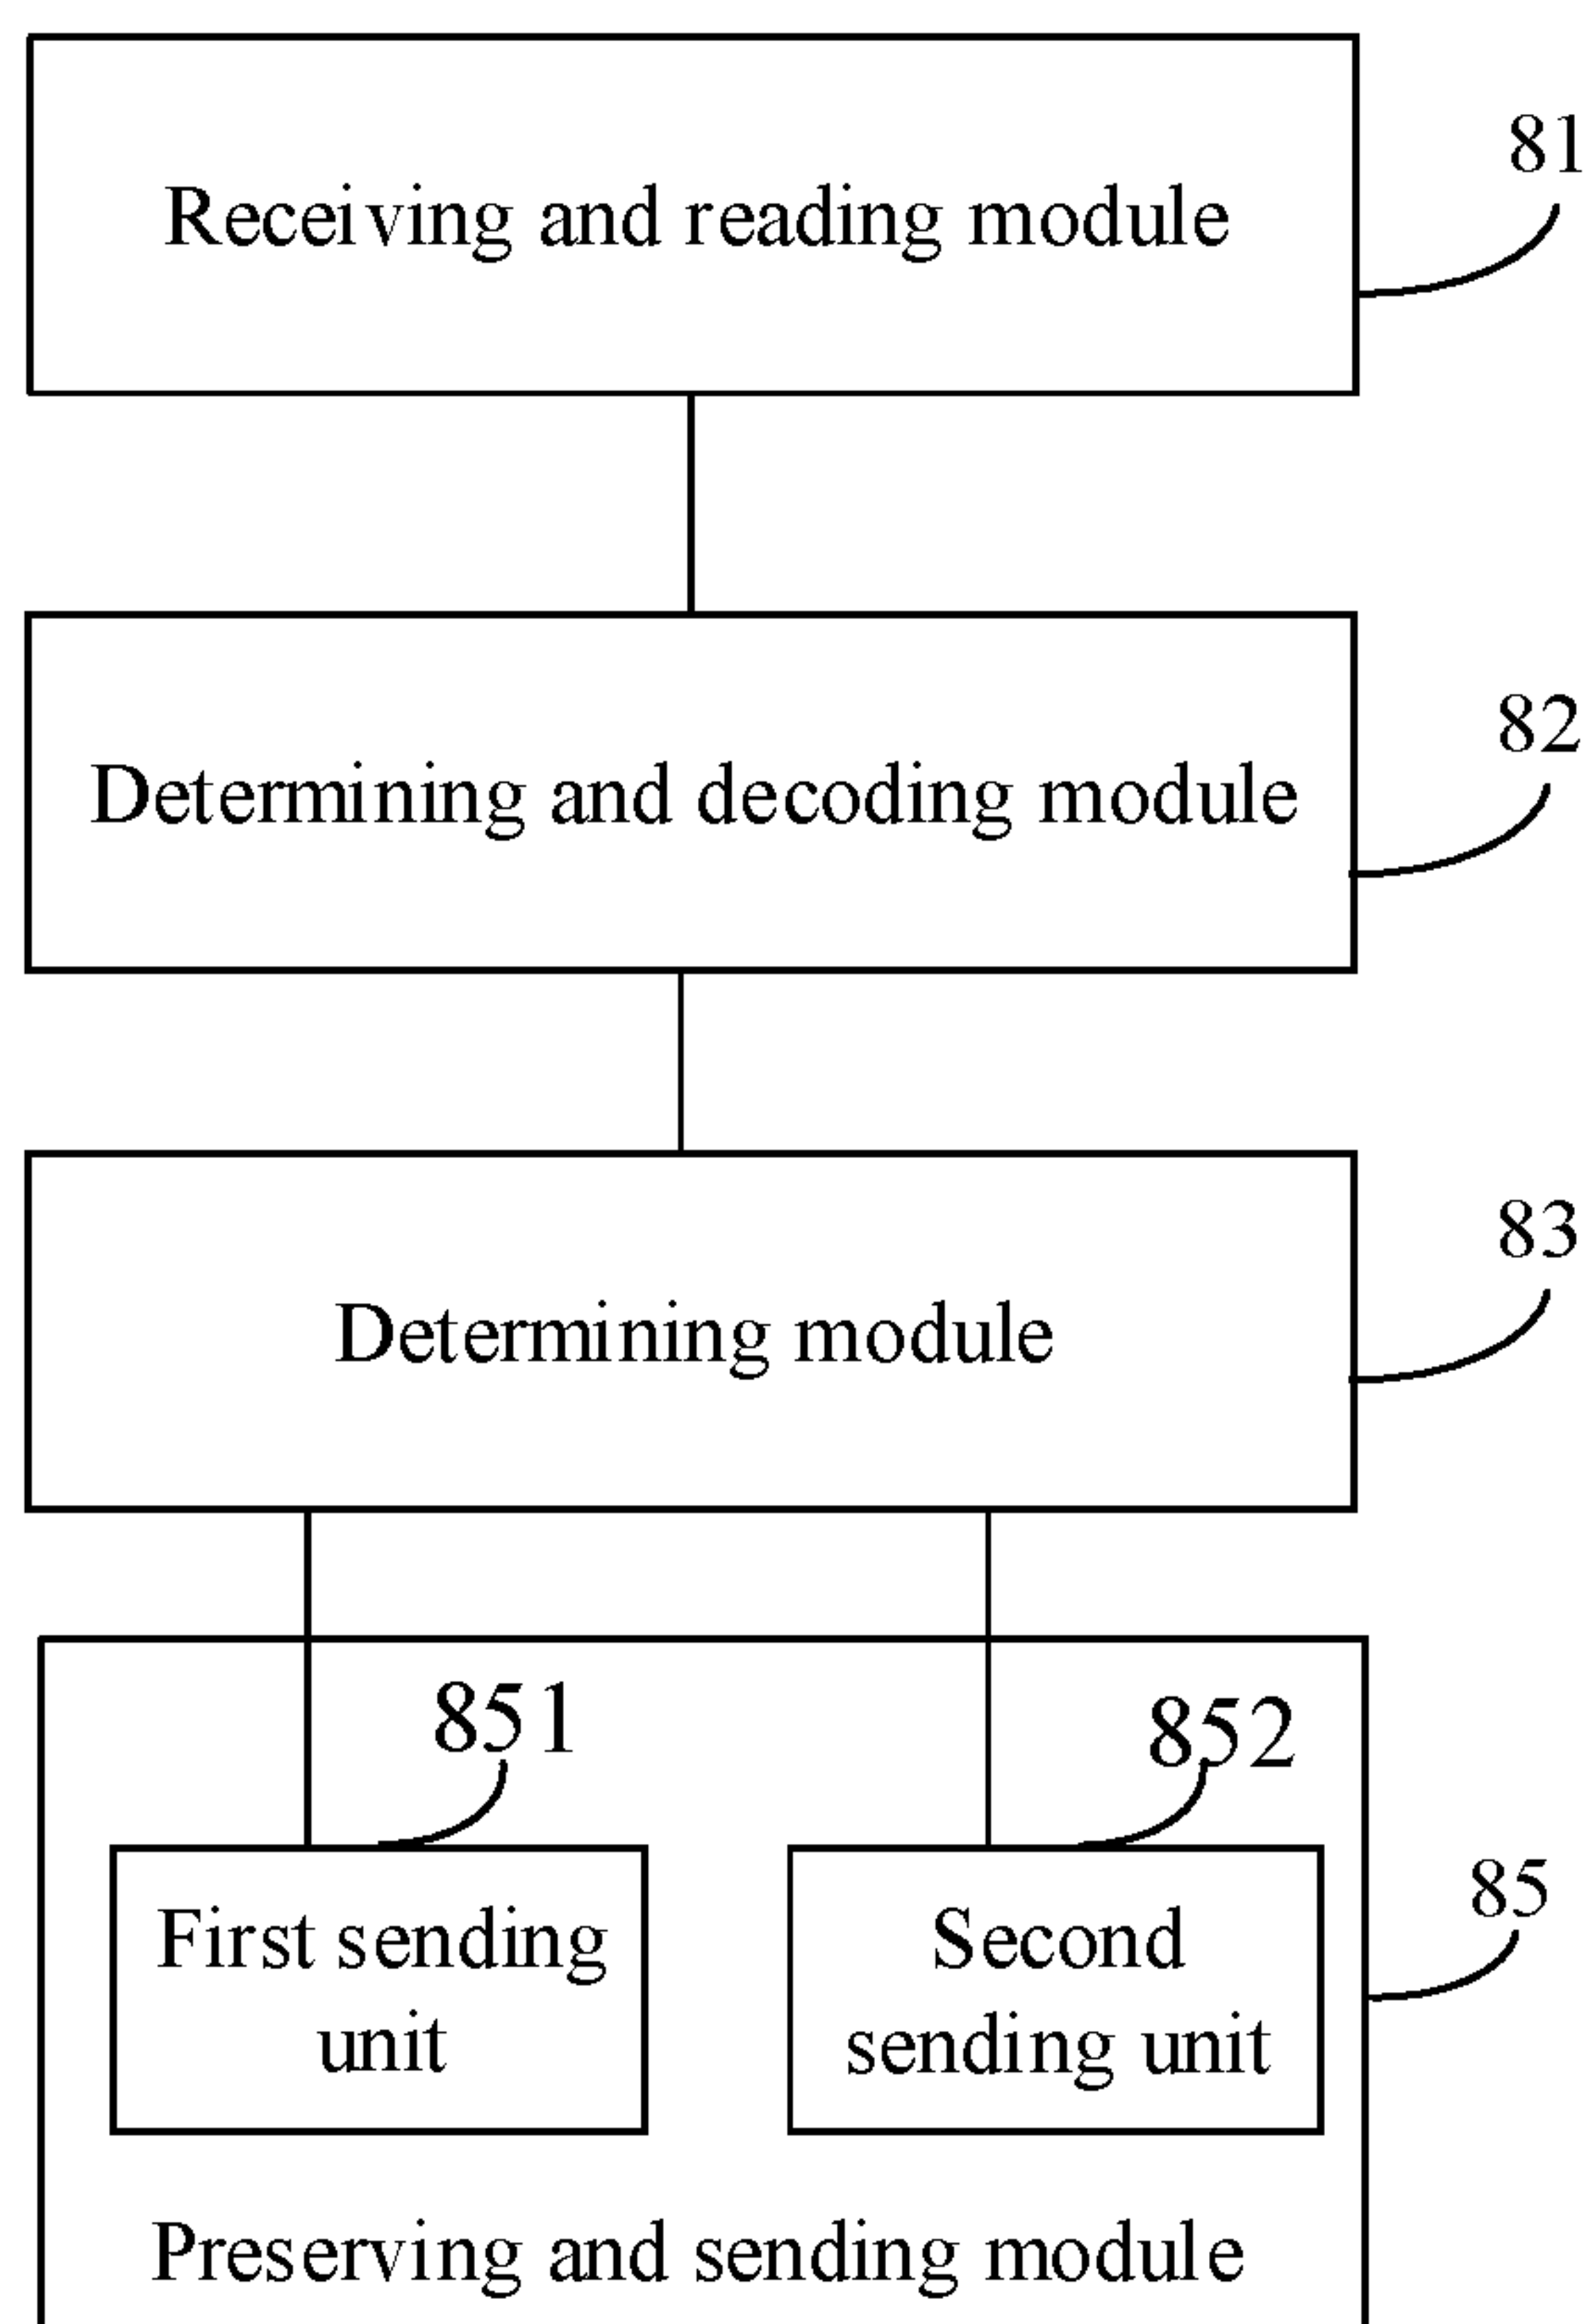 81
Receiving and reading module
82
Determining and decoding module
83
Determining module
851
852
85
First sending
unit
Second
sending unit
Preserving and sending module